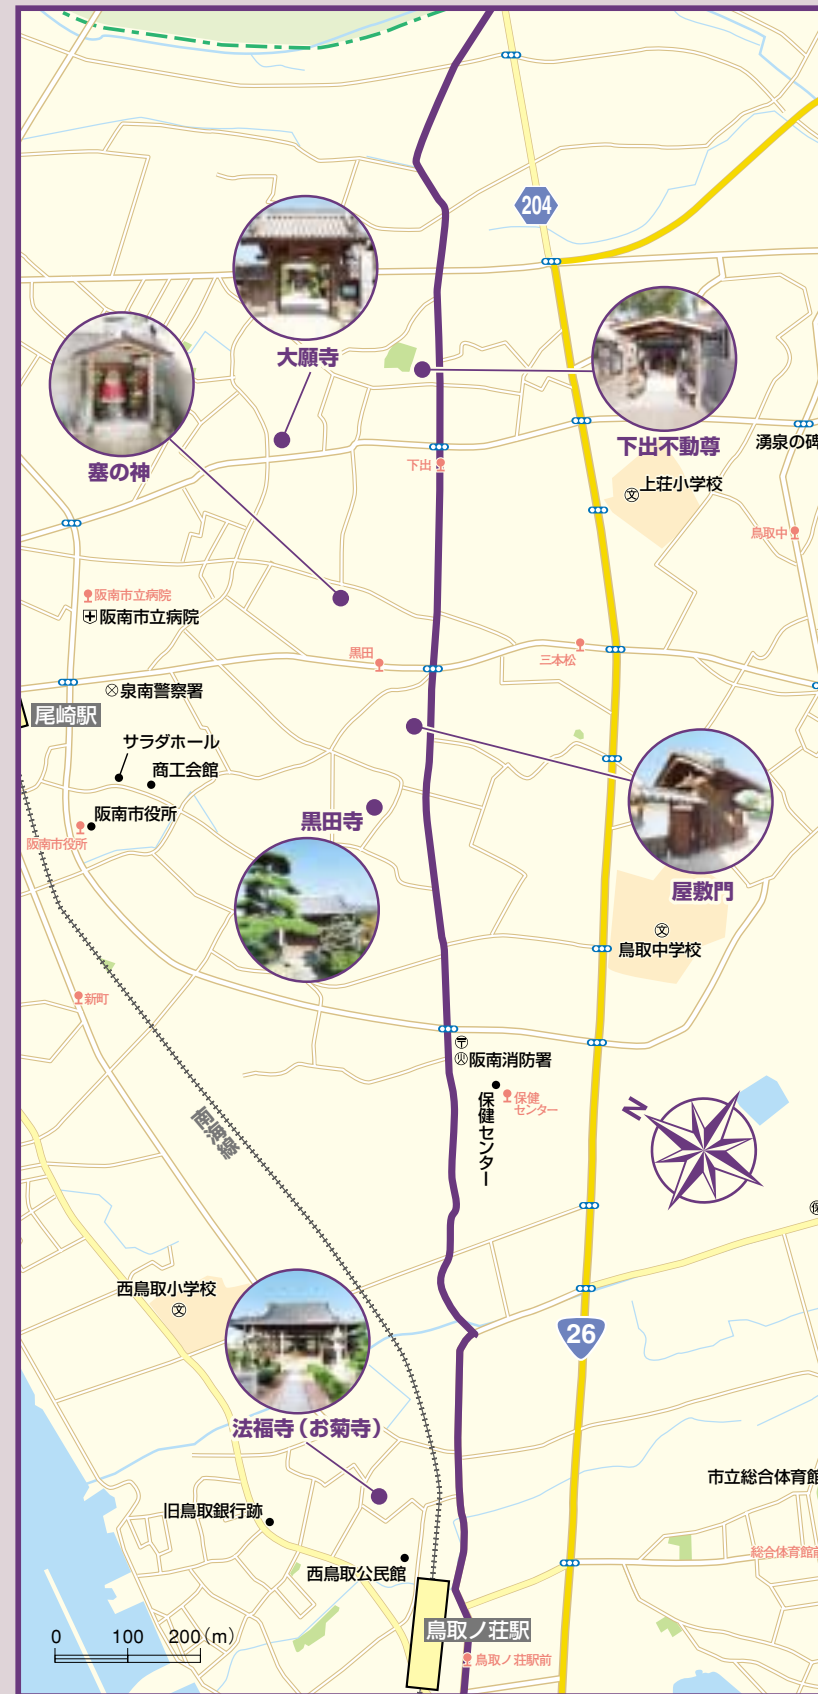 204
大願寺
塞の神
下出不動尊
湧泉の碑
下出
上荘小学校
鳥取中
阪南市立病院
阪南市立病院
黒田
三本松
泉南警察署
尾崎駅
サラダホール
商工会館
阪南市役所
阪南市役所
黒田寺
屋敷門
鳥取中学校
新町
阪南消防署
保健センター
保健
センター
N
南海線
西鳥取小学校
26
法福寺（お菊寺）
市立総合体育館
旧鳥取銀行跡
総合体育館前
西鳥取公民館
鳥取ノ荘駅
鳥取ノ荘駅前
0 100 200（m）